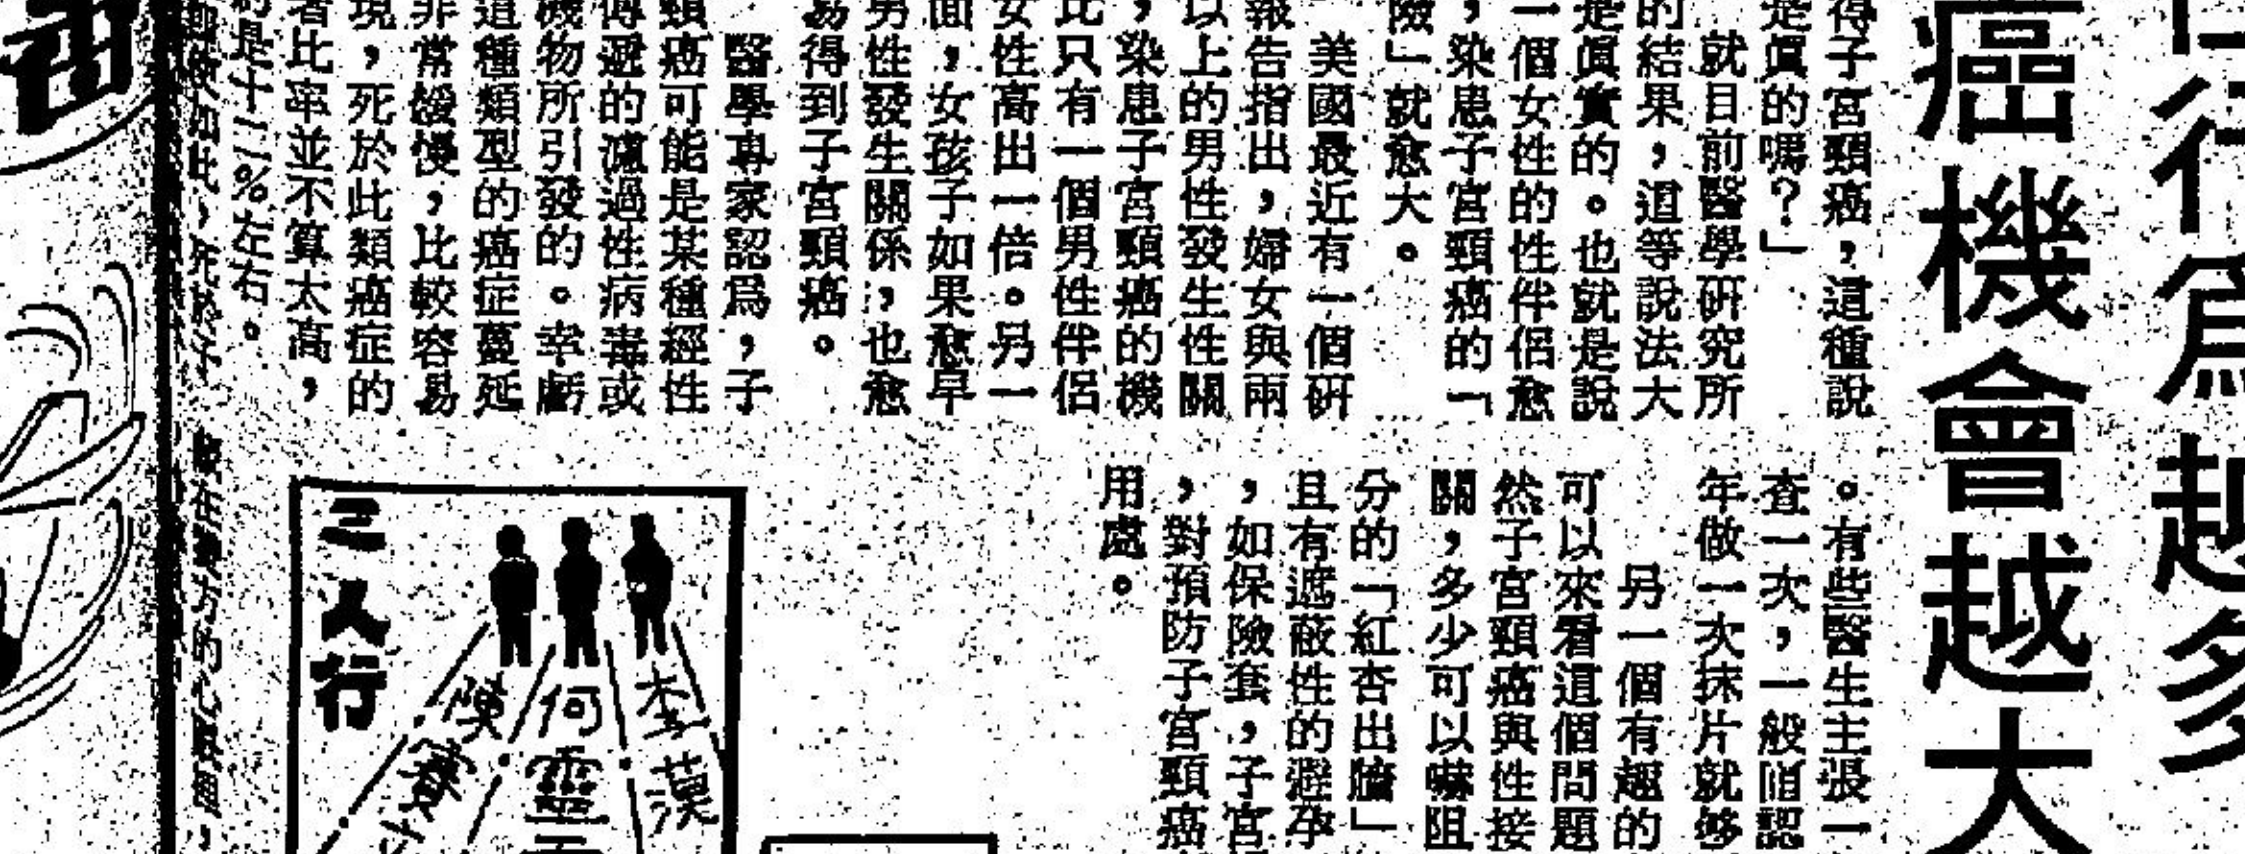 行為越多
癌機會越大
得子宮頸癌，這種說
是真的嗎？」
就目前醫學研究所
的結果，這等說法大
是真實的。也就是說
一個女性的性伴侶愈
，染患子宮頸癌的「
險」就愈大。
美國最近有一個研
報告指出，婦女與兩
以上的男性發生性關
，染患子宮頸癌的機
比只有一個男性伴侶
女性高出一倍。另一
面，女孩子如果愈早
男性發生關係，也愈
易得到子宮頸癌。
醫學專家認爲，子
頸癌可能是某種經性
傳遞的濾過性病毒或
機物所引發的。幸虧
這種類型的癌症蔓延
非常緩慢，比較容易
現，死於此類癌症的
者比率並不算太高，
約是十二％左右。
。有些醫生主張一
查一次，一般咱認
年做一次抹片就够
另一個有趣的
可以來看這個問題
然子宮頸癌與性接
關，多少可以嚇阻
分的「紅杏出牆」
且有遮蔽性的避孕
，如保險套，子宮
，對預防子宮頸癌
用處。
三人行
李漢
何靈
陳寶